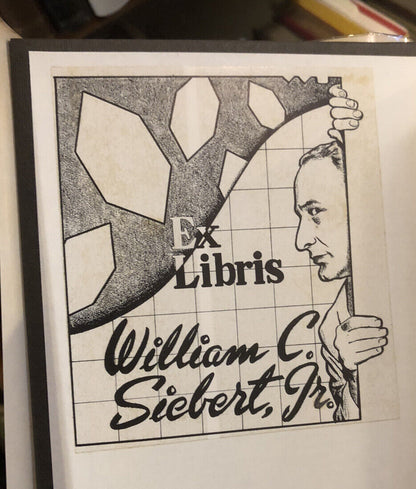 Ex
Libris
William C.
Siebert, Jr.